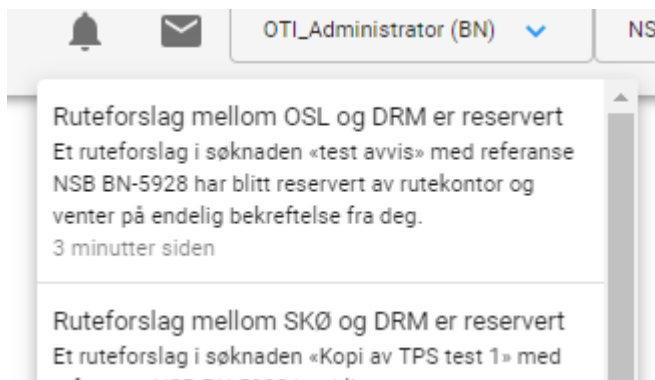 OTI_Administrator (BN)
NS
Ruteforslag mellom OSL og DRM er reservert
Et ruteforslag i søknaden «test avvis» med referanse
NSB BN-5928 har blitt reservert av rutekontor og
venter på endelig bekreftelse fra deg.
3 minutter siden
Ruteforslag mellom SKØ og DRM er reservert
Et ruteforslag i søknaden «Kopi av TPS test 1» med